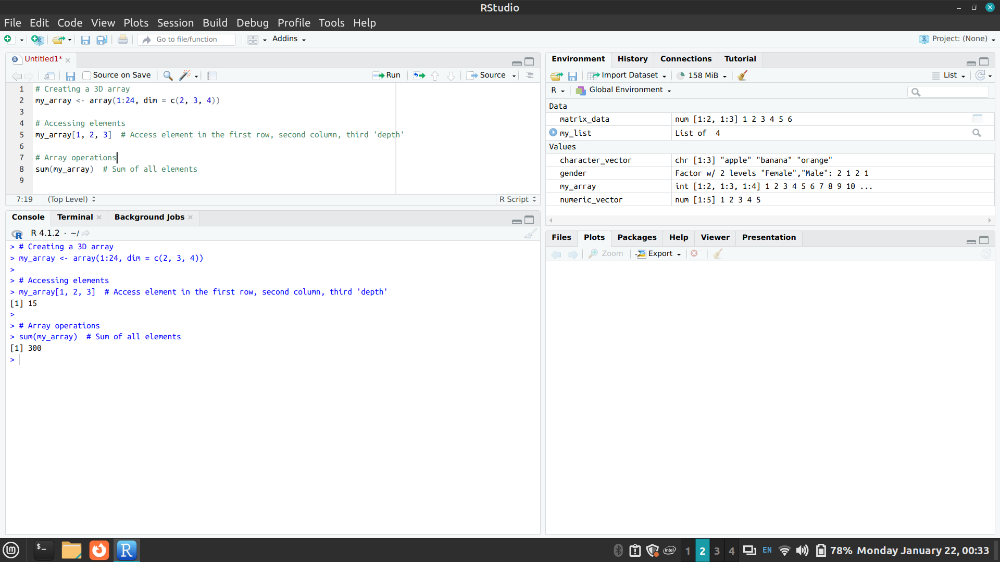 RStudio
File Edit Code View Plots Session Build Debug Profile Tools Help
Go to file/function Addins Project: (None)
Untitled1*
Source on Save Run Source
1 # Creating a 3D array
2 my_array <- array(1:24, dim = c(2, 3, 4))
3
4 # Accessing elements
5 my_array[1, 2, 3]  # Access element in the first row, second column, third 'depth'
6
7 # Array operations
8 sum(my_array)  # Sum of all elements
9
7:19 (Top Level) R Script
Console Terminal Background Jobs
R 4.1.2 · ~/
> # Creating a 3D array
> my_array <- array(1:24, dim = c(2, 3, 4))
>
> # Accessing elements
> my_array[1, 2, 3]  # Access element in the first row, second column, third 'depth'
[1] 15
>
> # Array operations
> sum(my_array)  # Sum of all elements
[1] 300
>
Environment History Connections Tutorial
Import Dataset 158 MiB List
R Global Environment
Data
matrix_data num [1:2, 1:3] 1 2 3 4 5 6
my_list List of  4
Values
character_vector chr [1:3] "apple" "banana" "orange"
gender Factor w/ 2 levels "Female","Male": 2 1 2 1
my_array int [1:2, 1:3, 1:4] 1 2 3 4 5 6 7 8 9 10 ...
numeric_vector num [1:5] 1 2 3 4 5
Files Plots Packages Help Viewer Presentation
Zoom Export
$_ R intel 1 2 3 4 EN 78% Monday January 22, 00:33